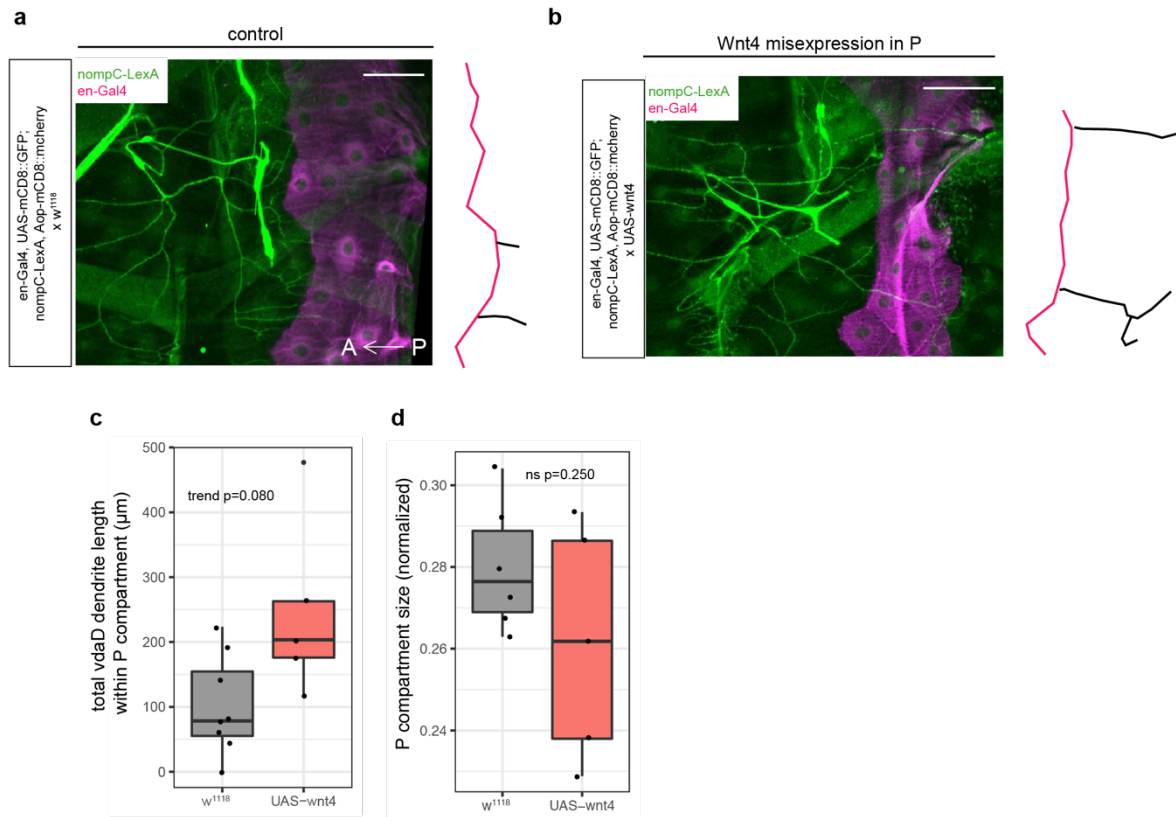 a
control
en-Gal4, UAS-mCD8::GFP;
nompC-LexA, Aop-mCD8::mcherry
x w1118
nompC-LexA
en-Gal4
A ← P
b
Wnt4 misexpression in P
en-Gal4, UAS-mCD8::GFP;
nompC-LexA, Aop-mCD8::mcherry
x UAS-wnt4
nompC-LexA
en-Gal4
c
total vdaD dendrite length
within P compartment (µm)
500
400
300
200
100
0
trend p=0.080
w1118
UAS−wnt4
d
P compartment size (normalized)
0.30
0.28
0.26
0.24
ns p=0.250
w1118
UAS−wnt4